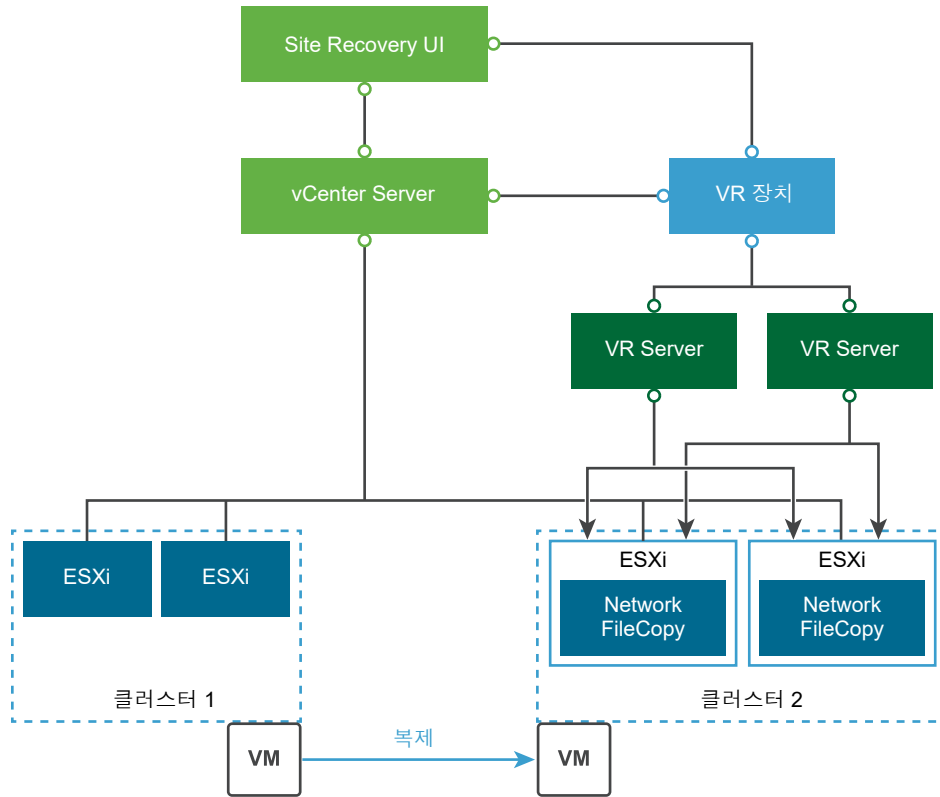 Site Recovery UI
vCenter Server
VR 장치
VR Server
VR Server
ESXi
ESXi
ESXi
Network
FileCopy
ESXi
Network
FileCopy
클러스터 1
클러스터 2
VM
복제
VM